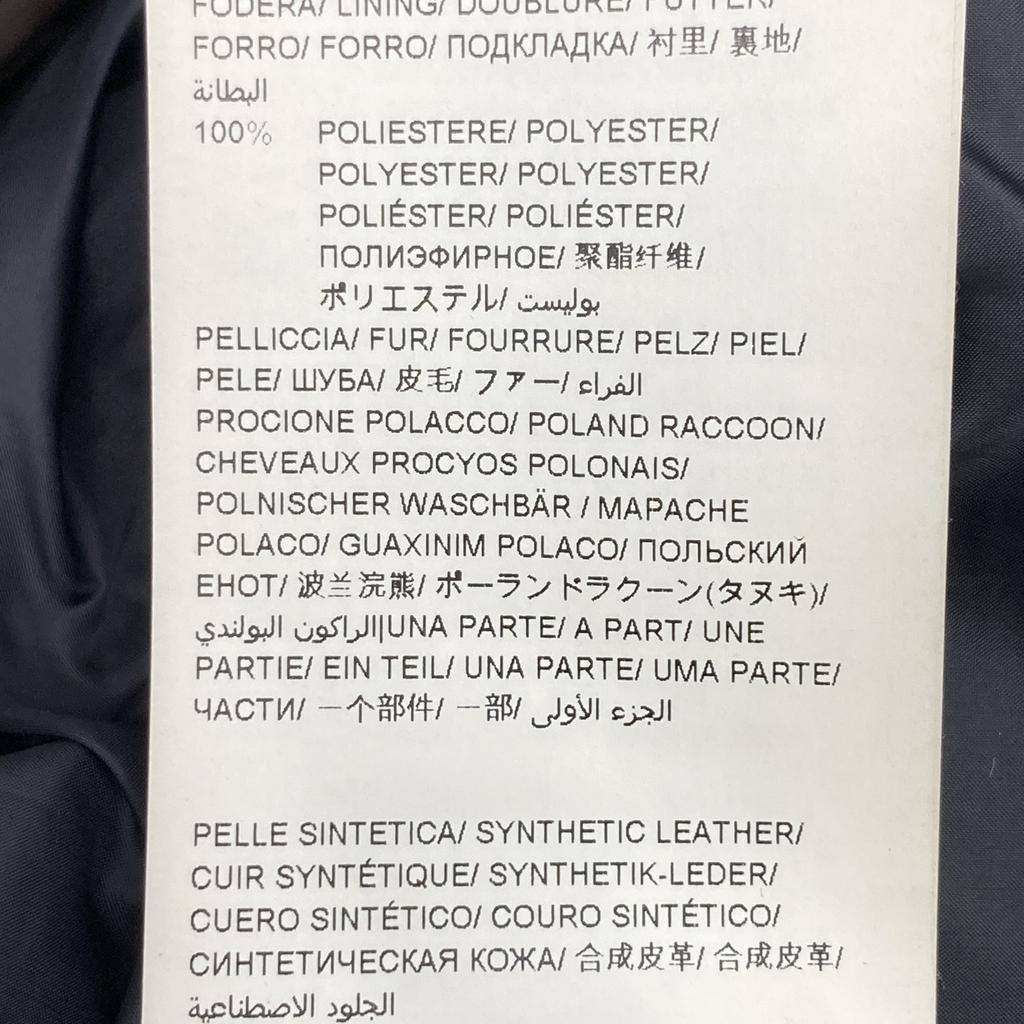 FODERA/ LINING/ DOUBLURE/ FUTTER/
FORRO/ FORRO/ ПОДКЛАДКА/ 衬里/ 裏地/
البطانة
100% POLIESTERE/ POLYESTER/
POLYESTER/ POLYESTER/
POLIÉSTER/ POLIÉSTER/
ПОЛИЭФИРНОЕ/ 聚酯纤维/
ポリエステル/ بوليست
PELLICCIA/ FUR/ FOURRURE/ PELZ/ PIEL/
PELE/ ШУБА/ 皮毛/ ファー/ الفراء
PROCIONE POLACCO/ POLAND RACCOON/
CHEVEAUX PROCYOS POLONAIS/
POLNISCHER WASCHBÄR / MAPACHE
POLACO/ GUAXINIM POLACO/ ПОЛЬСКИЙ
ЕНОТ/ 波兰浣熊/ ポーランドラクーン(タヌキ)/
الراكون البولندي|UNA PARTE/ A PART/ UNE
PARTIE/ EIN TEIL/ UNA PARTE/ UMA PARTE/
ЧАСТИ/ 一个部件/ 一部/ الجزء الأولى
PELLE SINTETICA/ SYNTHETIC LEATHER/
CUIR SYNTÉTIQUE/ SYNTHETIK-LEDER/
CUERO SINTÉTICO/ COURO SINTÉTICO/
СИНТЕТИЧЕСКАЯ КОЖА/ 合成皮革/ 合成皮革/
الجلود الاصطناعية